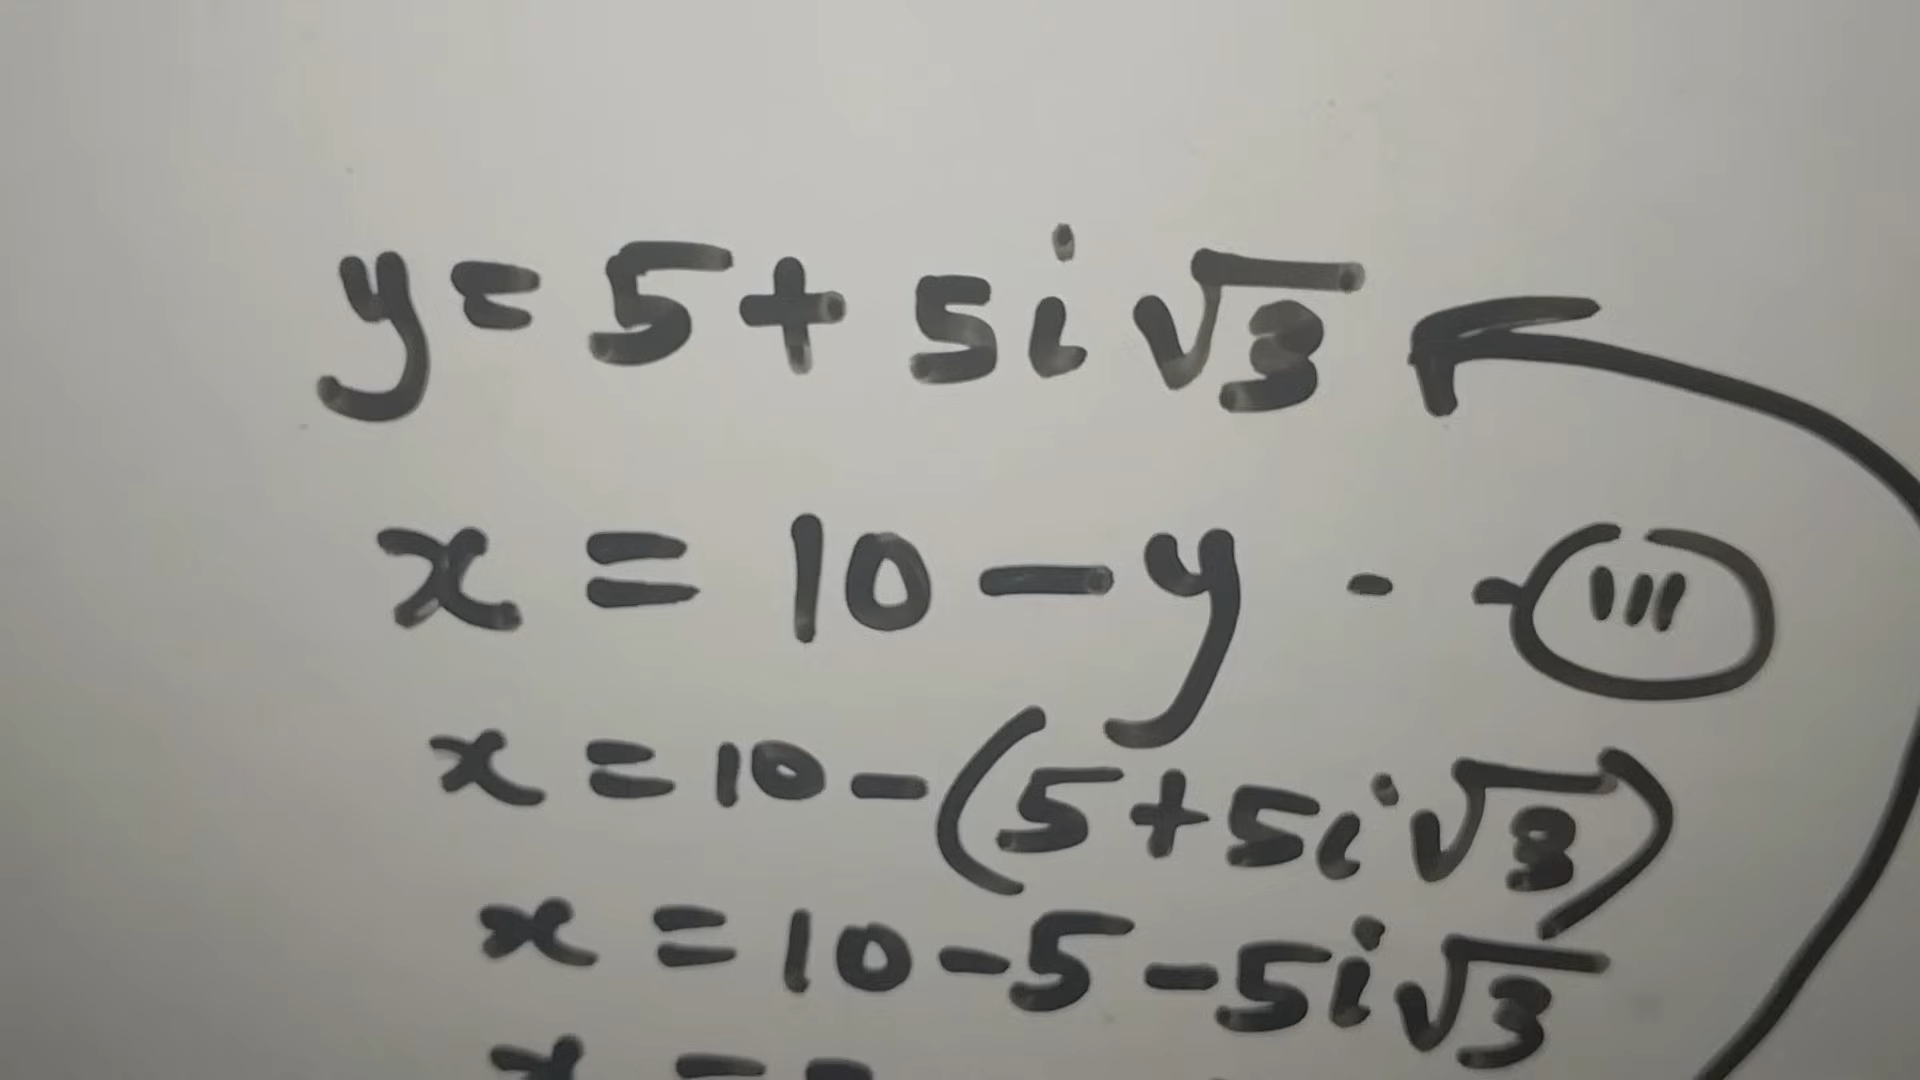 y = 5 + 5i√3
x = 10 - y - - (III)
x = 10 - (5 + 5i√3)
x = 10 - 5 - 5i√3
x =